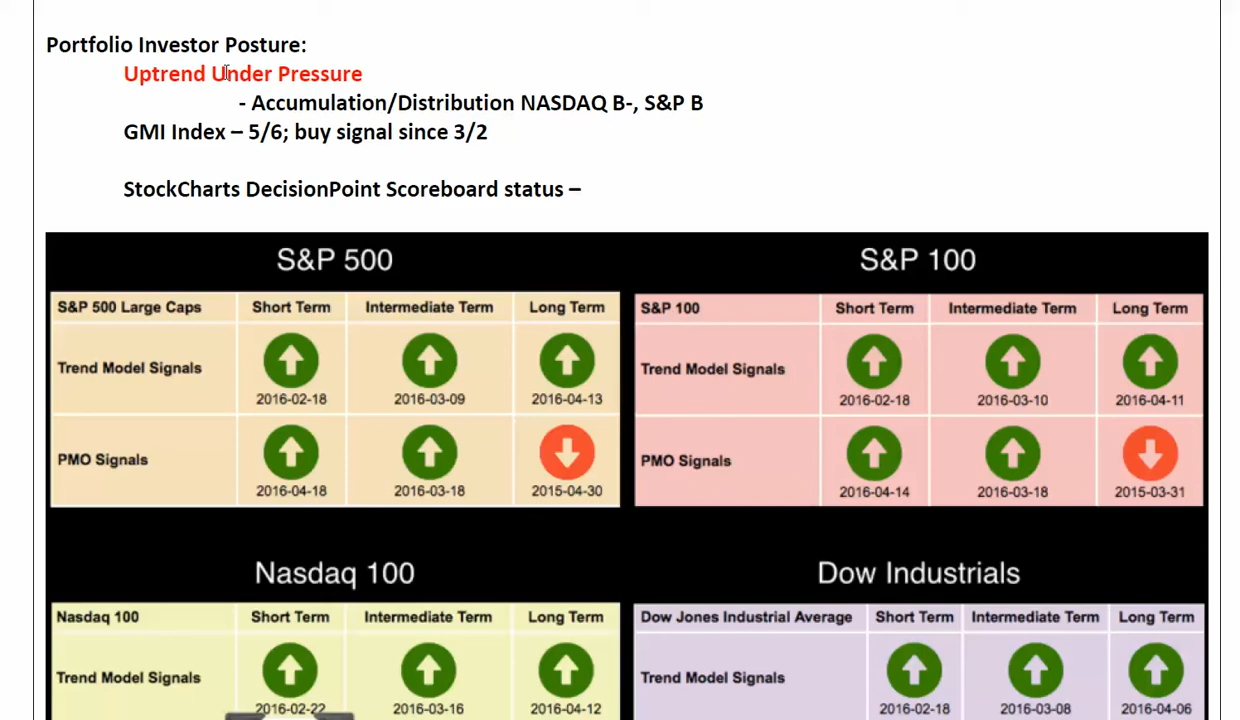 Portfolio Investor Posture:
Uptrend Under Pressure
- Accumulation/Distribution NASDAQ B-, S&P B
GMI Index – 5/6; buy signal since 3/2
StockCharts DecisionPoint Scoreboard status –
S&P 500
S&P 500 Large Caps Short Term Intermediate Term Long Term
Trend Model Signals
2016-02-18 2016-03-09 2016-04-13
PMO Signals
2016-04-18 2016-03-18 2015-04-30
S&P 100
S&P 100 Short Term Intermediate Term Long Term
Trend Model Signals
2016-02-18 2016-03-10 2016-04-11
PMO Signals
2016-04-14 2016-03-18 2015-03-31
Nasdaq 100
Nasdaq 100 Short Term Intermediate Term Long Term
Trend Model Signals
2016-02-22 2016-03-16 2016-04-12
Dow Industrials
Dow Jones Industrial Average Short Term Intermediate Term Long Term
Trend Model Signals
2016-02-18 2016-03-08 2016-04-06